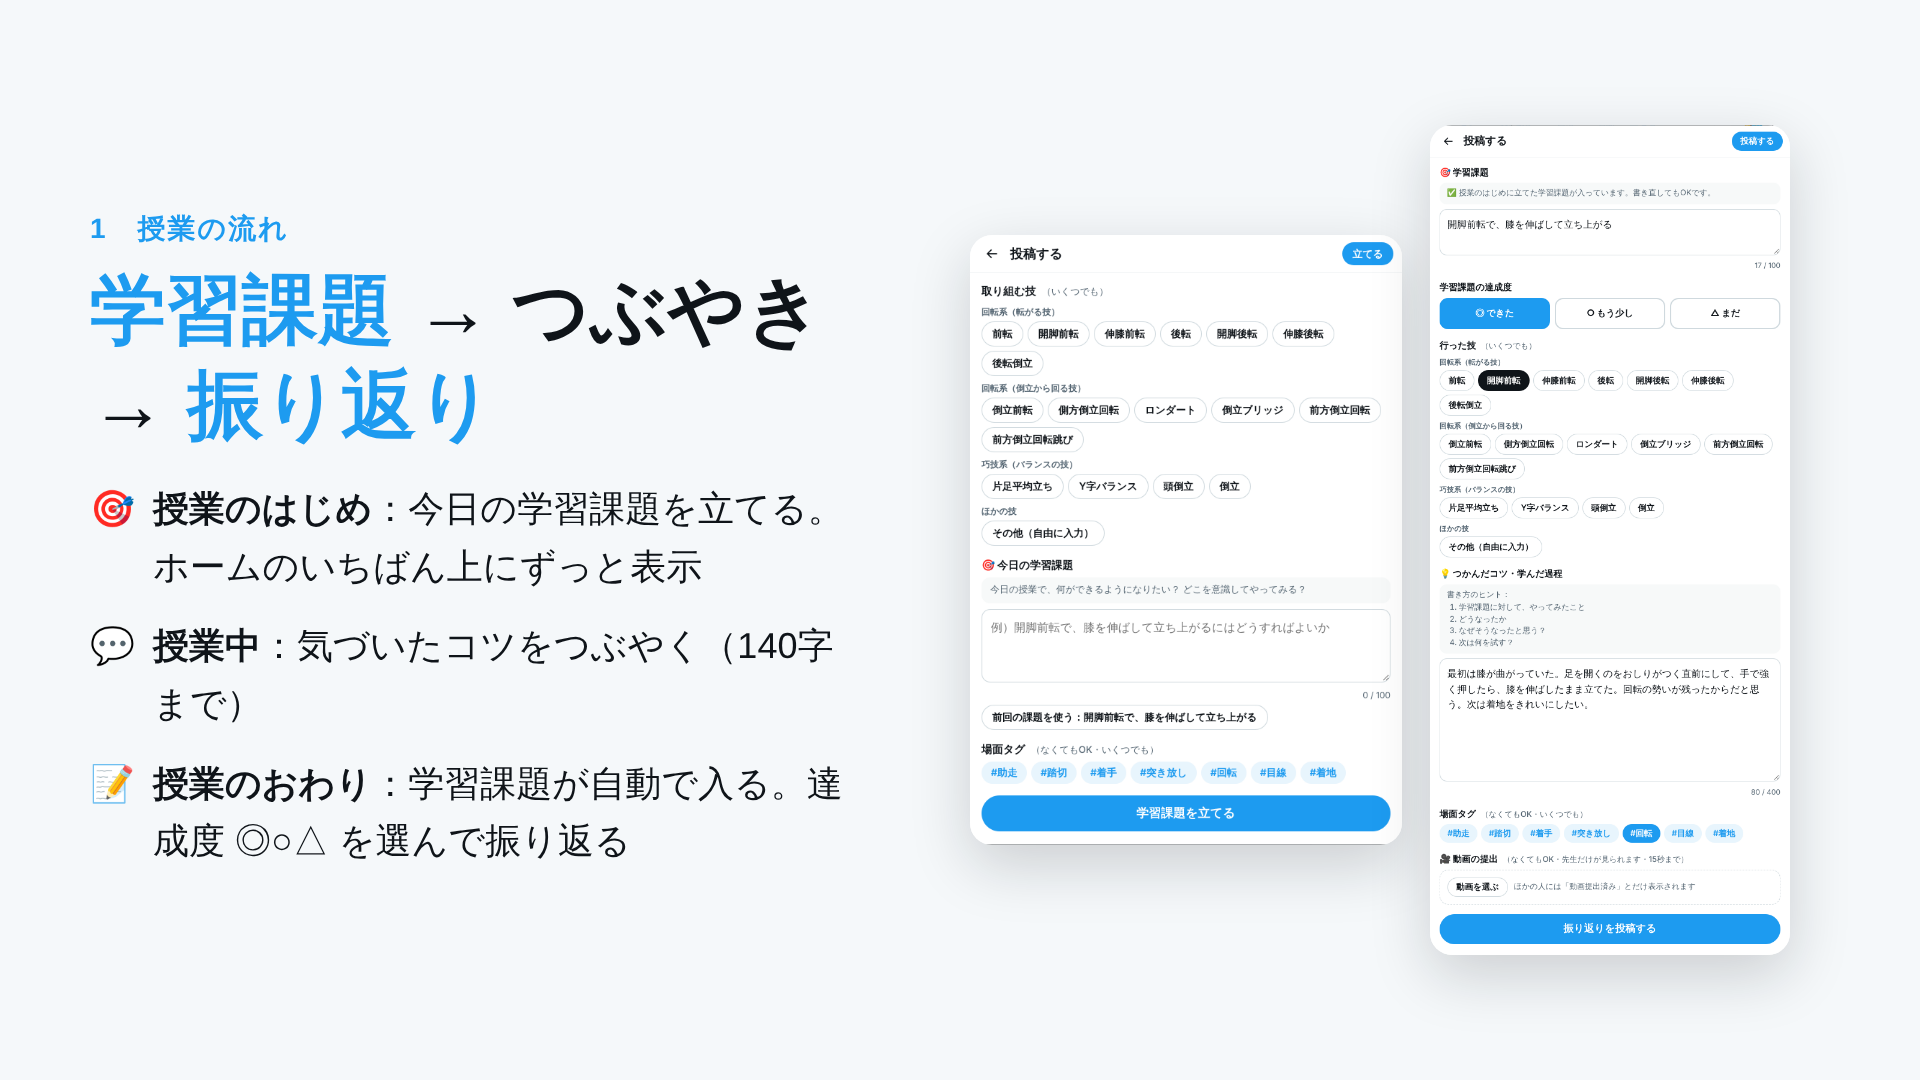 1 授業の流れ
学習課題 → つぶやき
→ 振り返り
🎯 授業のはじめ：今日の学習課題を立てる。
ホームのいちばん上にずっと表示
💬 授業中：気づいたコツをつぶやく（140字
まで）
📝 授業のおわり：学習課題が自動で入る。達
成度 ◎○△ を選んで振り返る
← 投稿する 立てる
取り組む技 （いくつでも）
回転系（転がる技）
前転 開脚前転 伸膝前転 後転 開脚後転 伸膝後転
後転倒立
回転系（倒立から回る技）
倒立前転 側方倒立回転 ロンダート 倒立ブリッジ 前方倒立回転
前方倒立回転跳び
巧技系（バランスの技）
片足平均立ち Y字バランス 頭倒立 倒立
ほかの技
その他（自由に入力）
🎯 今日の学習課題
今日の授業で、何ができるようになりたい？ どこを意識してやってみる？
例）開脚前転で、膝を伸ばして立ち上がるにはどうすればよいか
0 / 100
前回の課題を使う：開脚前転で、膝を伸ばして立ち上がる
場面タグ （なくてもOK・いくつでも）
#助走 #踏切 #着手 #突き放し #回転 #目線 #着地
学習課題を立てる
← 投稿する 投稿する
🎯 学習課題
✅ 授業のはじめに立てた学習課題が入っています。書き直してもOKです。
開脚前転で、膝を伸ばして立ち上がる
17 / 100
学習課題の達成度
◎ できた ○ もう少し △ まだ
行った技 （いくつでも）
回転系（転がる技）
前転 開脚前転 伸膝前転 後転 開脚後転 伸膝後転
後転倒立
回転系（倒立から回る技）
倒立前転 側方倒立回転 ロンダート 倒立ブリッジ 前方倒立回転
前方倒立回転跳び
巧技系（バランスの技）
片足平均立ち Y字バランス 頭倒立 倒立
ほかの技
その他（自由に入力）
💡 つかんだコツ・学んだ過程
書き方のヒント：
1. 学習課題に対して、やってみたこと
2. どうなったか
3. なぜそうなったと思う？
4. 次は何を試す？
最初は膝が曲がっていた。足を開くのをおしりがつく直前にして、手で強
く押したら、膝を伸ばしたまま立てた。回転の勢いが残ったからだと思
う。次は着地をきれいにしたい。
80 / 400
場面タグ （なくてもOK・いくつでも）
#助走 #踏切 #着手 #突き放し #回転 #目線 #着地
🎥 動画の提出 （なくてもOK・先生だけが見られます・15秒まで）
動画を選ぶ ほかの人には「動画提出済み」とだけ表示されます
振り返りを投稿する